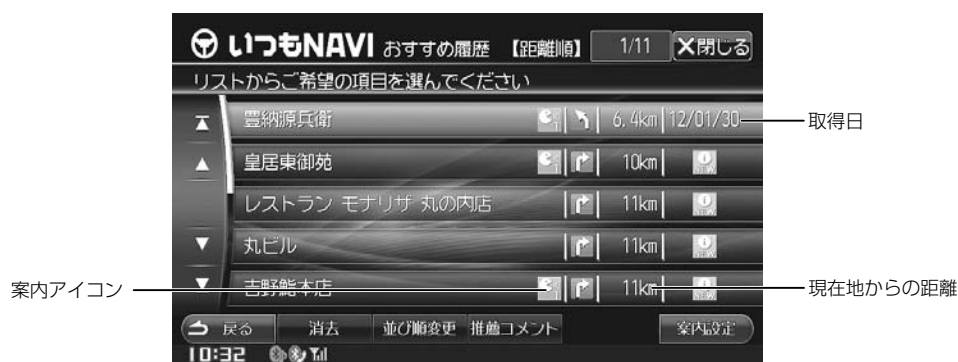 いつもNAVI おすすめ履歴 【距離順】 1/11 ×閉じる
リストからご希望の項目を選んでください
豊納源兵衛 6.4km 12/01/30
取得日
皇居東御苑 10km NEW
レストラン モナリザ 丸の内店 11km NEW
丸ビル 11km NEW
案内アイコン
吉野鮨本店 11km NEW
現在地からの距離
戻る 消去 並び順変更 推薦コメント 案内設定
10:32